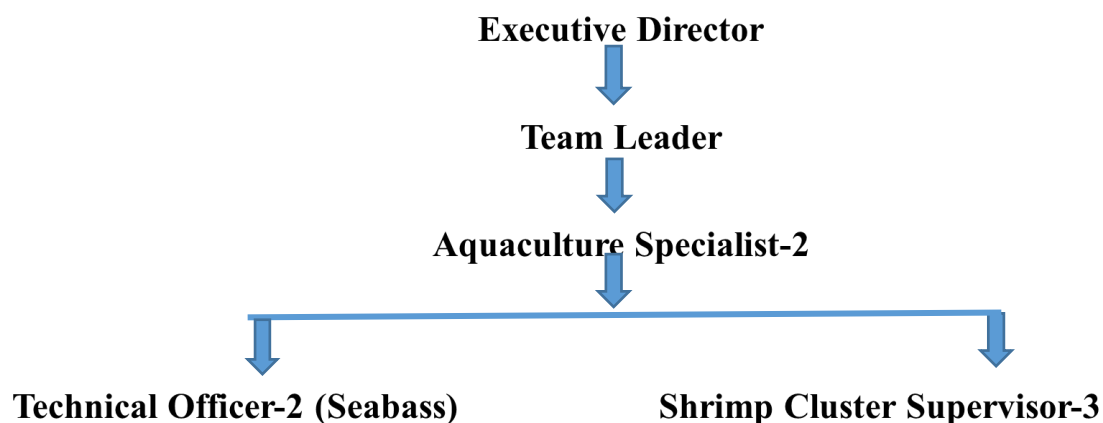 Executive Director
Team Leader
Aquaculture Specialist-2
Technical Officer-2 (Seabass)
Shrimp Cluster Supervisor-3